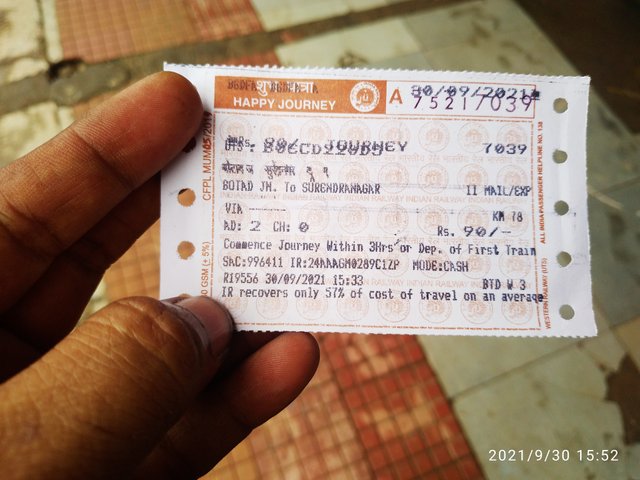 शुभ यात्रा
HAPPY JOURNEY
A 75217039
30/09/2021
JOURNEY 7039
BOTAD JM. To SURENDRANAGAR
II MAIL/EXP
VIA ------ KM 78
AD: 2 CH: 0 Rs. 90/-
Commence Journey Within 3Hrs or Dep. of First Train
SAC:996411 IR:24AAAGM0289C1ZP MODE:CASH
R19556 30/09/2021 15:33 BTD W 3
IR recovers only 57% of cost of travel on an average
ALL INDIA PASSENGER HELPLINE NO. 138
WESTERN RAILWAY (UTS)
2021/9/30 15:52